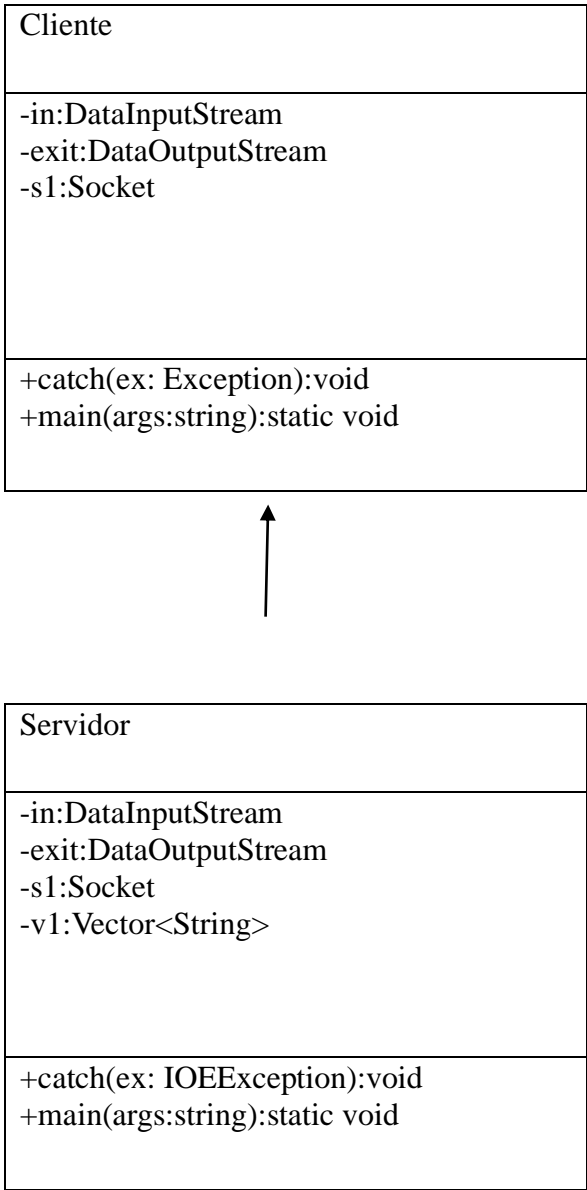 Cliente
-in:DataInputStream
-exit:DataOutputStream
-s1:Socket
+catch(ex: Exception):void
+main(args:string):static void
Servidor
-in:DataInputStream
-exit:DataOutputStream
-s1:Socket
-v1:Vector<String>
+catch(ex: IOEException):void
+main(args:string):static void